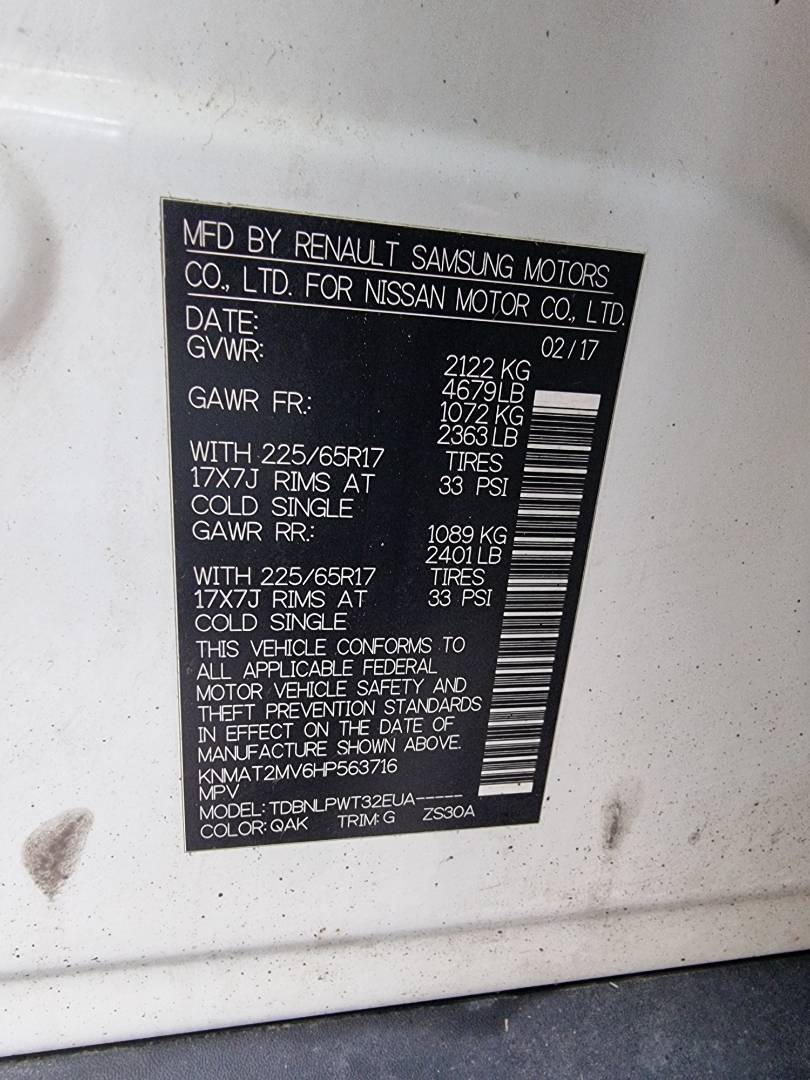 MFD BY RENAULT SAMSUNG MOTORS
CO., LTD. FOR NISSAN MOTOR CO., LTD.
DATE: 02/17
GVWR: 2122 KG
4679LB
GAWR FR.: 1072 KG
2363 LB
WITH 225/65R17 TIRES
17X7J RIMS AT 33 PSI
COLD SINGLE
GAWR RR.: 1089 KG
2401 LB
WITH 225/65R17 TIRES
17X7J RIMS AT 33 PSI
COLD SINGLE
THIS VEHICLE CONFORMS TO
ALL APPLICABLE FEDERAL
MOTOR VEHICLE SAFETY AND
THEFT PREVENTION STANDARDS
IN EFFECT ON THE DATE OF
MANUFACTURE SHOWN ABOVE.
KNMAT2MV6HP563716
MPV
MODEL: TDBNLPWT32EUA-----
COLOR: QAK TRIM: G ZS30A